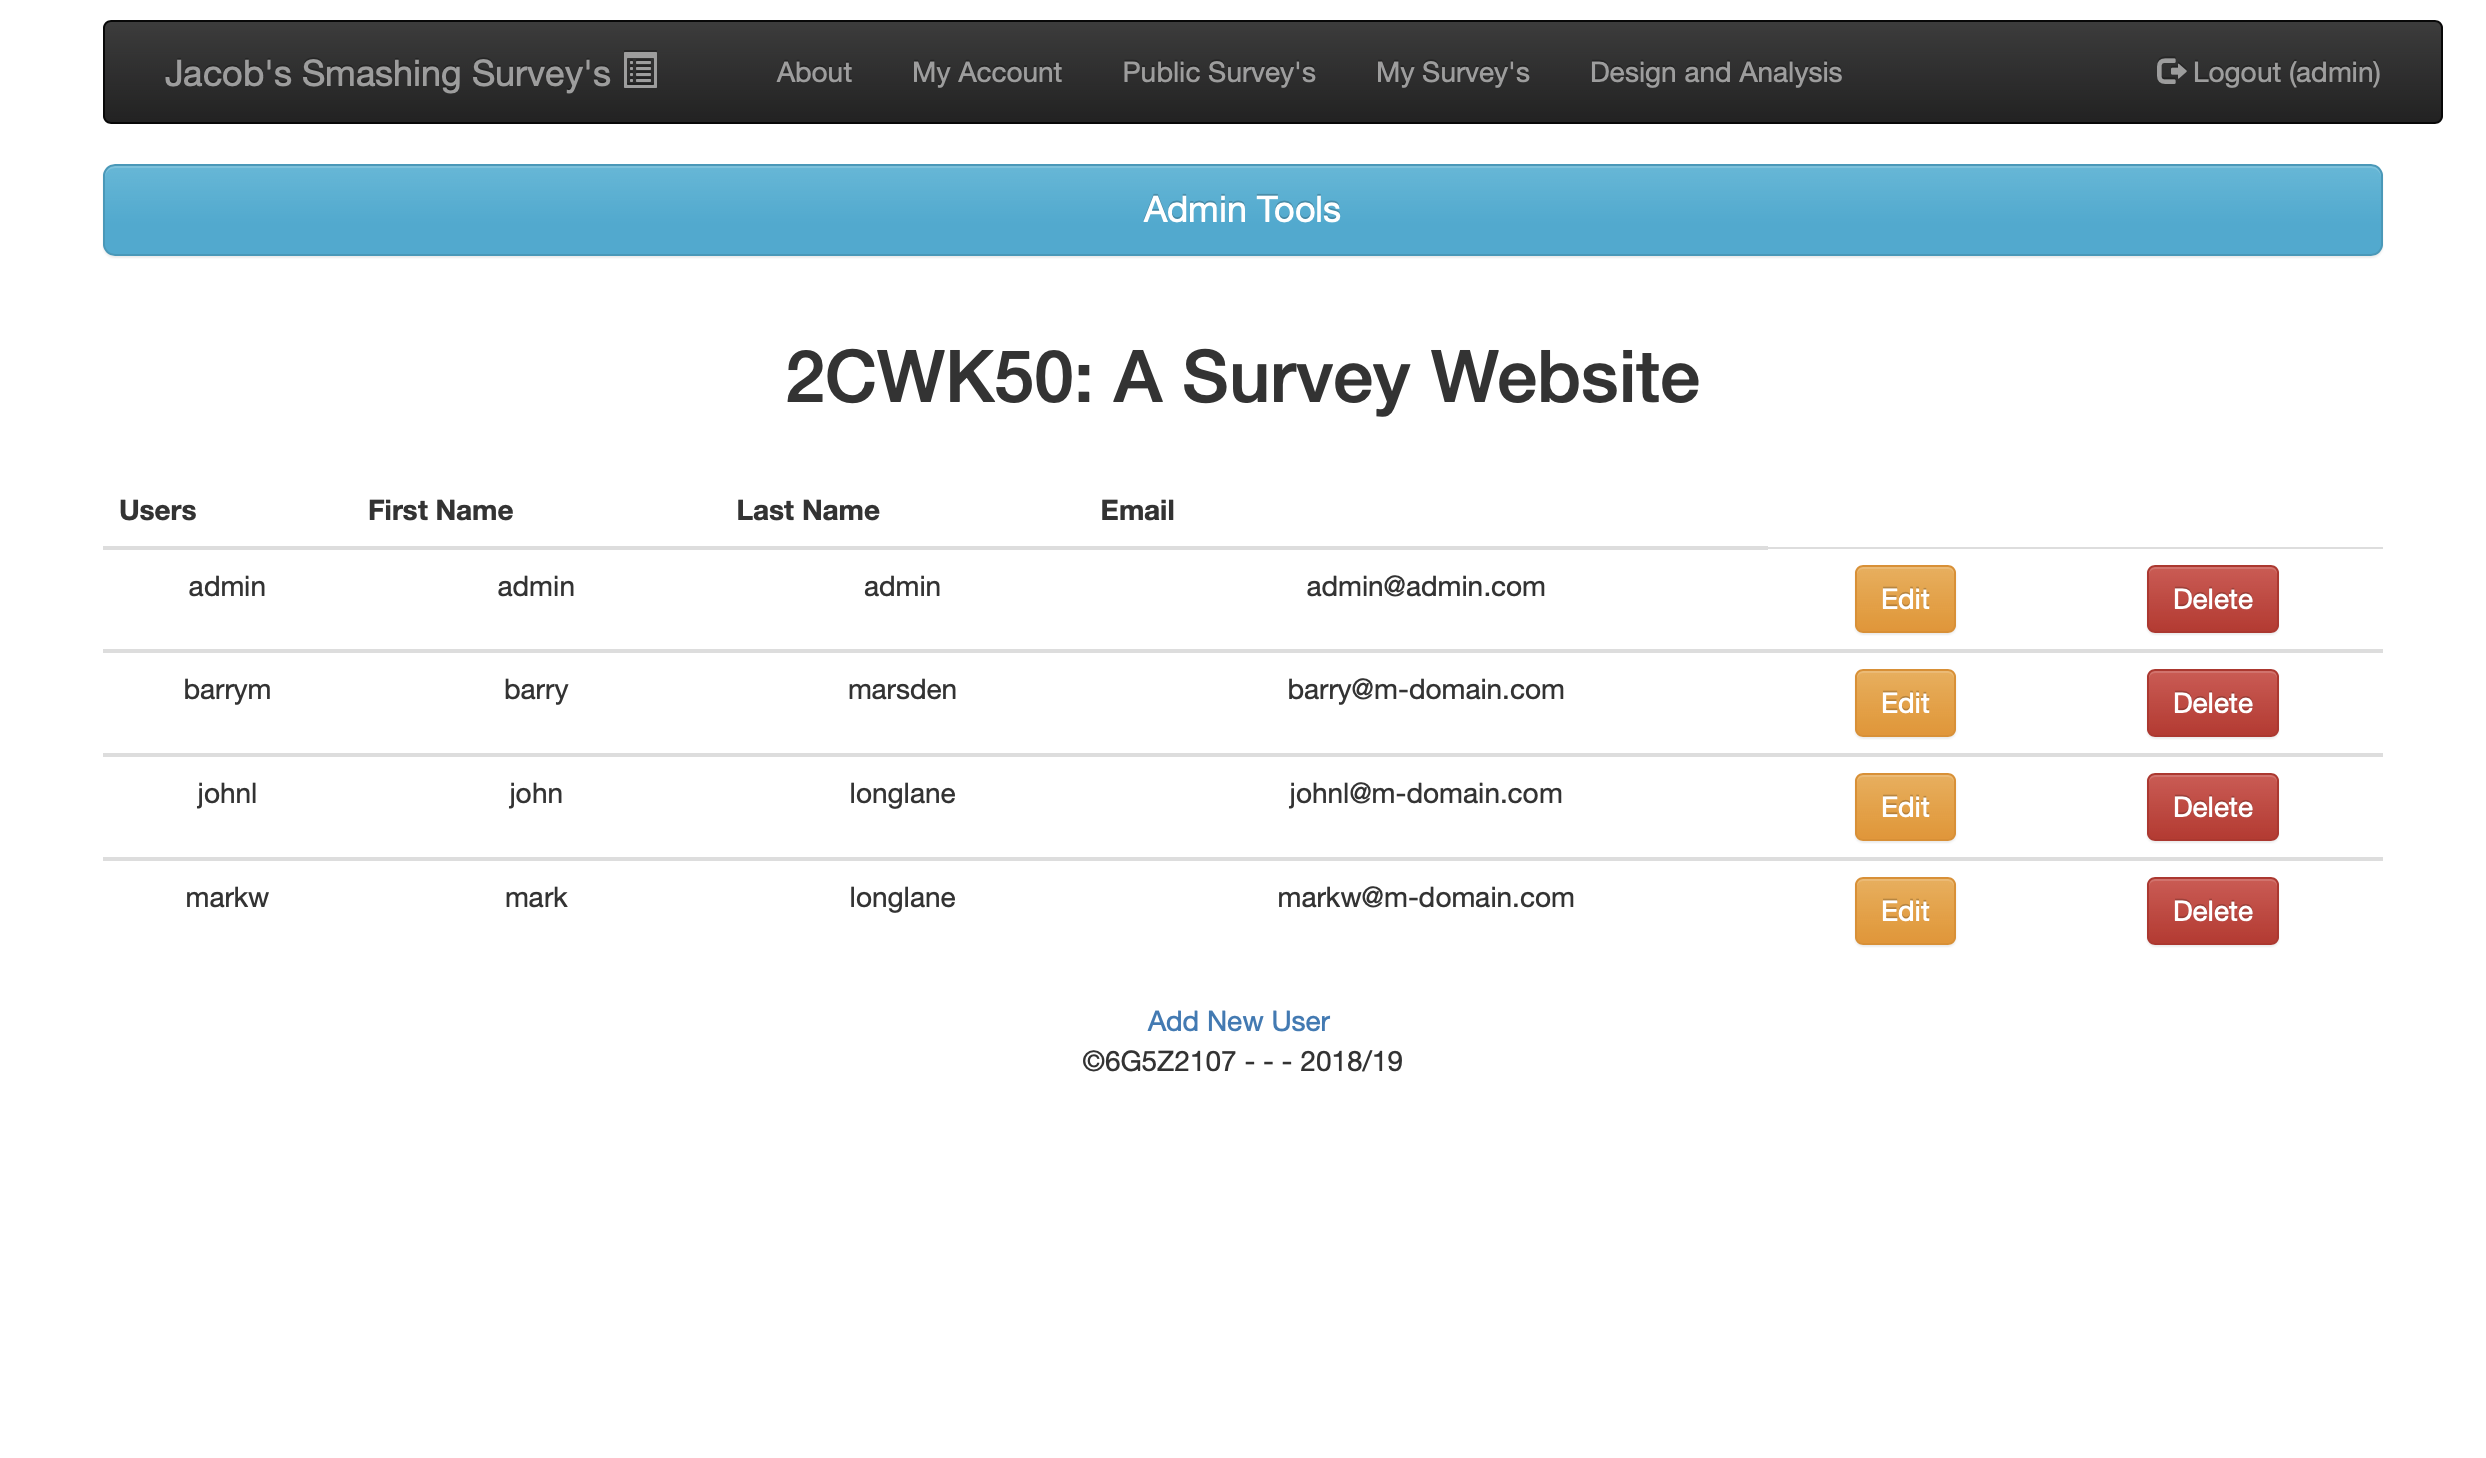 Jacob's Smashing Survey's About My Account Public Survey's My Survey's Design and Analysis Logout (admin)
Admin Tools
2CWK50: A Survey Website
Users First Name Last Name Email
admin admin admin admin@admin.com Edit Delete
barrym barry marsden barry@m-domain.com Edit Delete
johnl john longlane johnl@m-domain.com Edit Delete
markw mark longlane markw@m-domain.com Edit Delete
Add New User
©6G5Z2107 - - - 2018/19